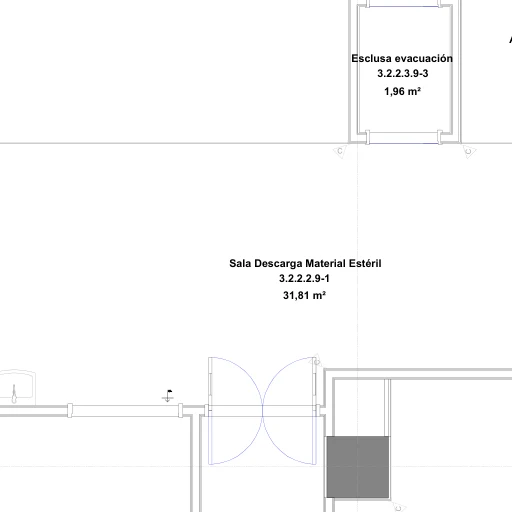 Esclusa evacuación
3.2.2.3.9-3
1,96 m²
Sala Descarga Material Estéril
3.2.2.2.9-1
31,81 m²